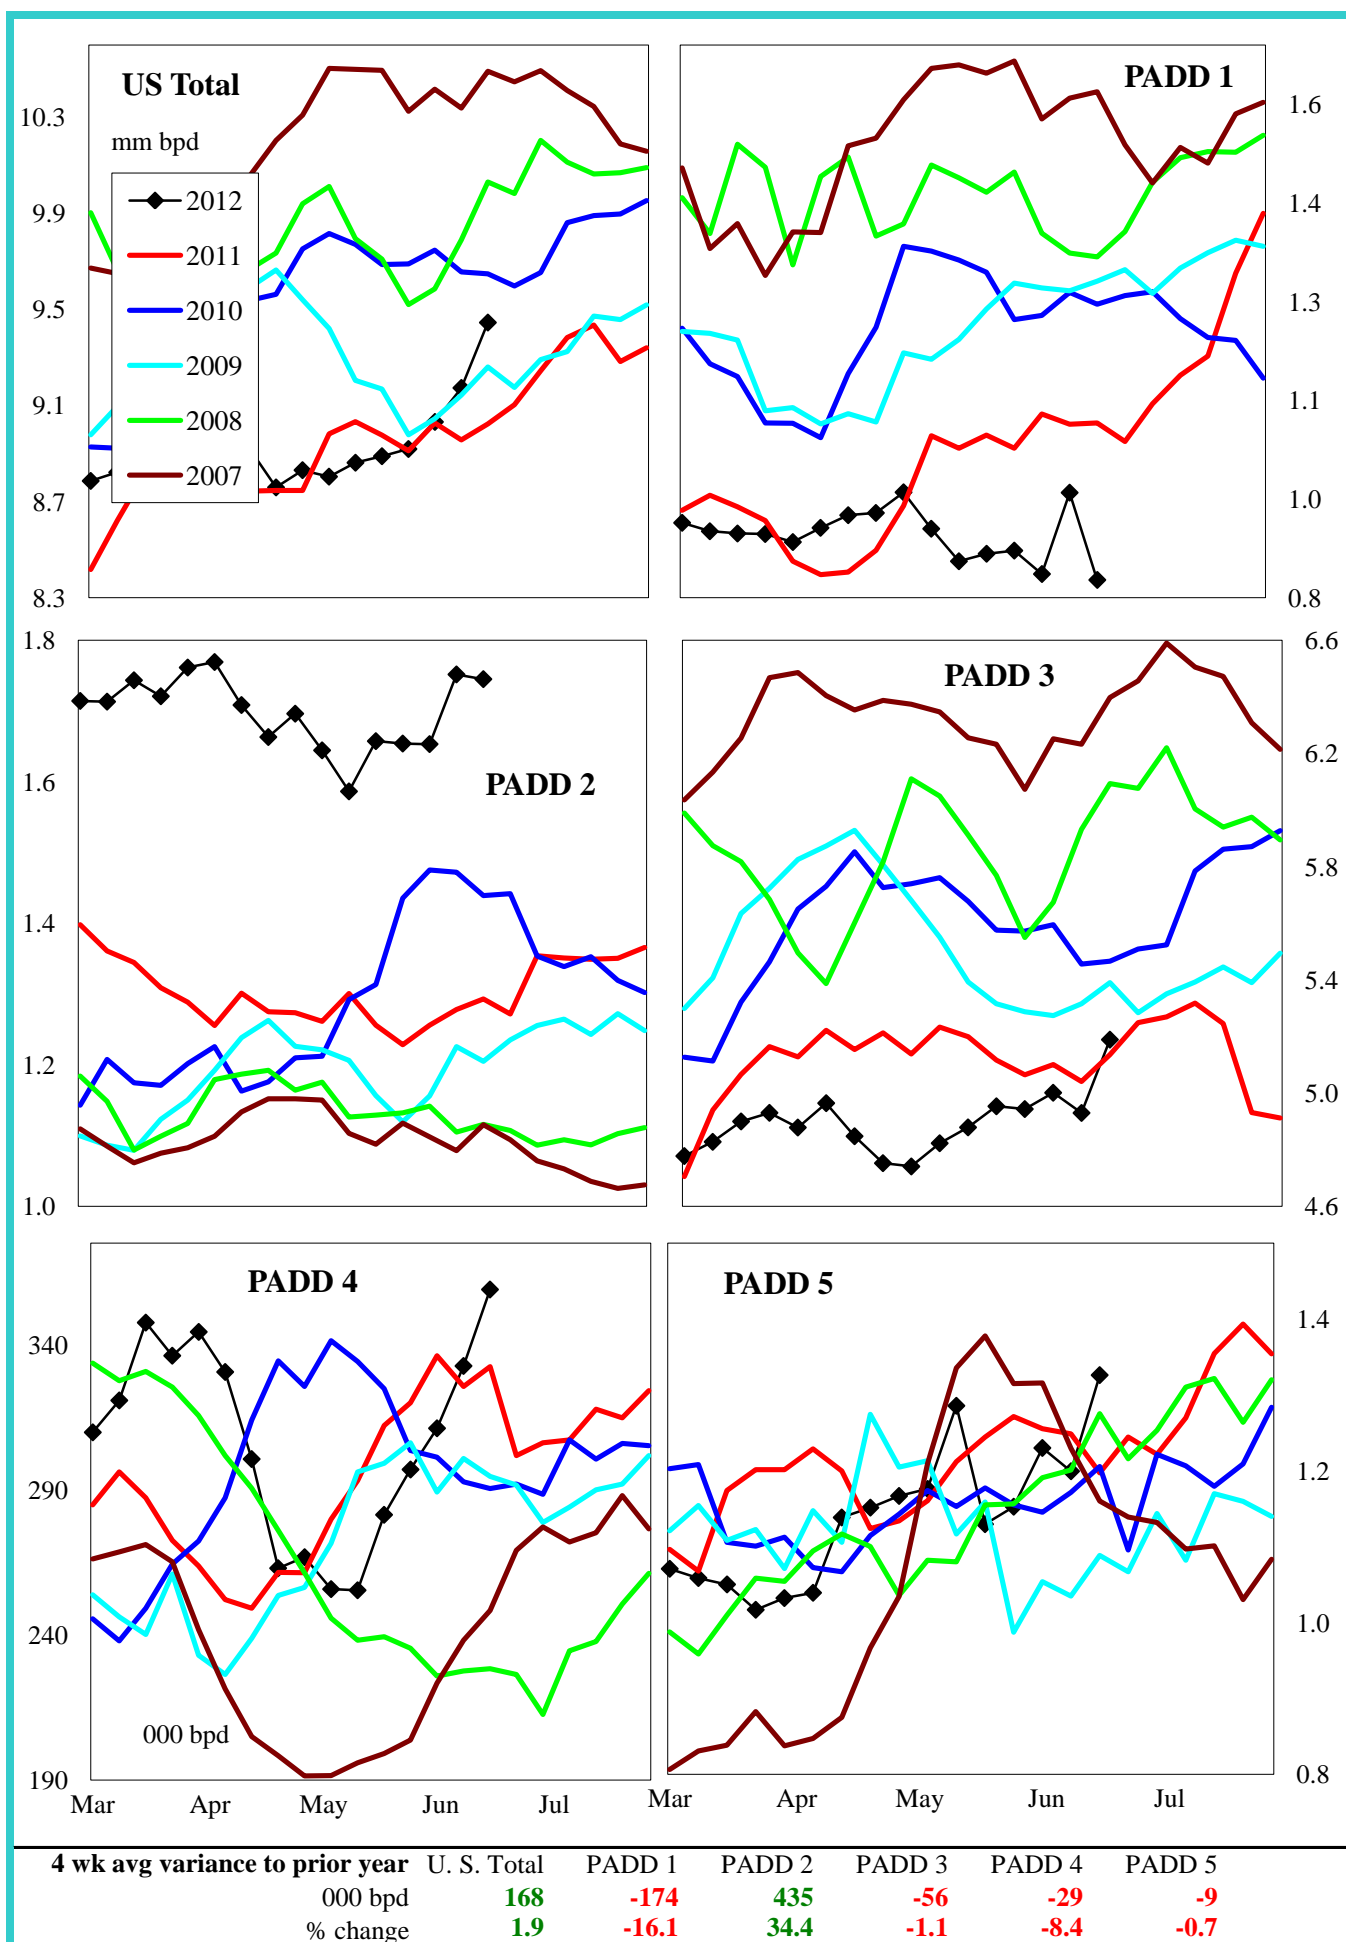 US Total
PADD 1
mm bpd
10.3
9.9
9.5
9.1
8.7
8.3
2012
2011
2010
2009
2008
2007
1.6
1.4
1.3
1.1
1.0
0.8
PADD 2
1.8
1.6
1.4
1.2
1.0
PADD 3
6.6
6.2
5.8
5.4
5.0
4.6
PADD 4
340
290
240
190
000 bpd
Mar Apr May Jun Jul
PADD 5
1.4
1.2
1.0
0.8
Mar Apr May Jun Jul
4 wk avg variance to prior year U. S. Total PADD 1 PADD 2 PADD 3 PADD 4 PADD 5
000 bpd 168 -174 435 -56 -29 -9
% change 1.9 -16.1 34.4 -1.1 -8.4 -0.7